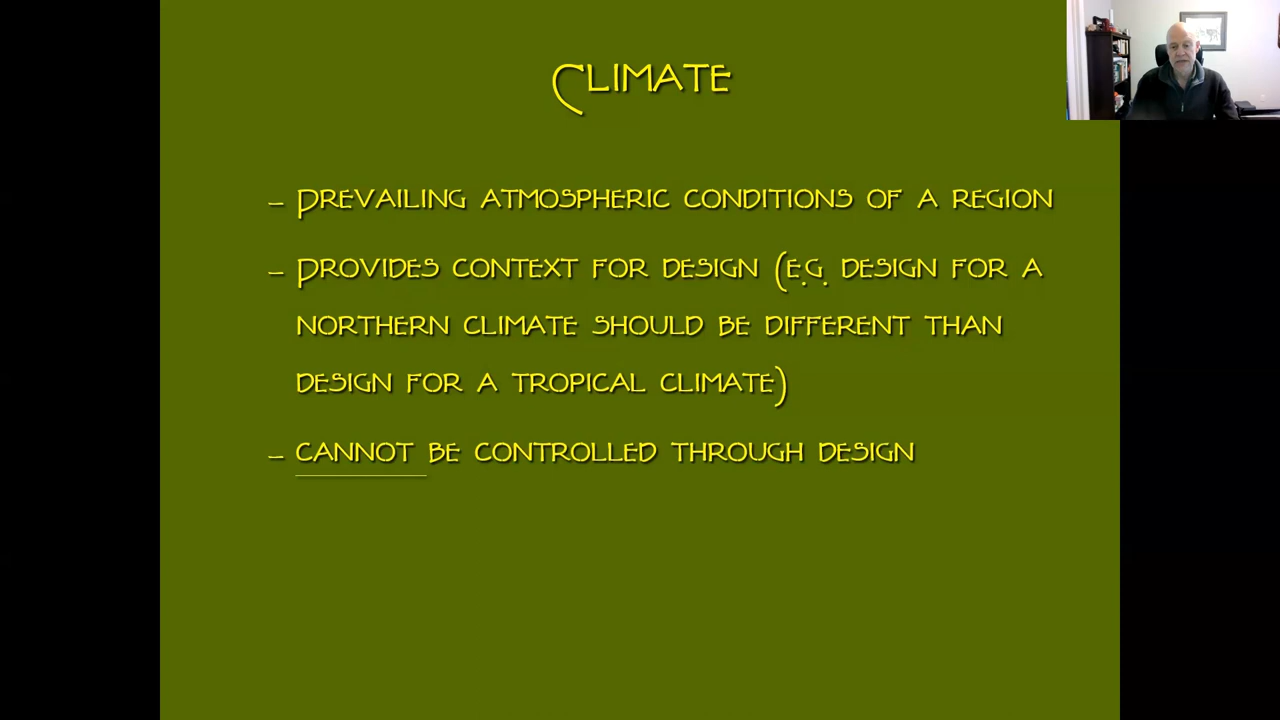 Climate
– Prevailing atmospheric conditions of a region
– Provides context for design (e.g. design for a
northern climate should be different than
design for a tropical climate)
– cannot be controlled through design